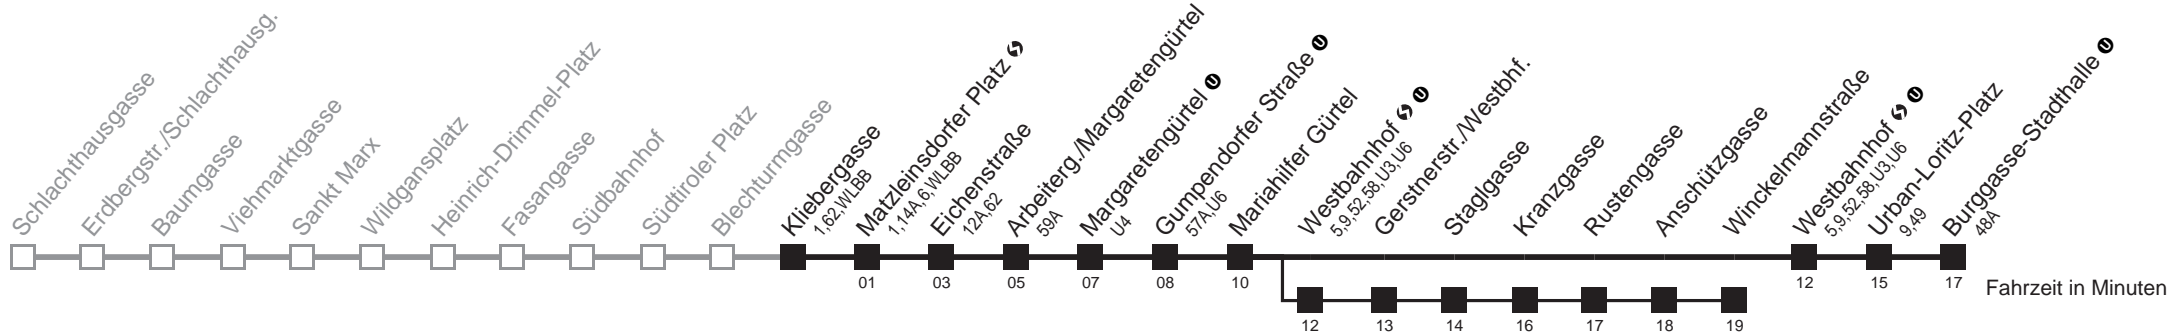 Schlachthausgasse
Erdbergstr./Schlachthausg.
Baumgasse
Viehmarktgasse
Sankt Marx
Wildgansplatz
Heinrich-Drimmel-Platz
Fasangasse
Südbahnhof
Südtiroler Platz
Blechturmgasse
Kliebergasse
1,62,WLBB
Matzleinsdorfer Platz
1,14A,6,WLBB
Eichenstraße
12A,62
Arbeiterg./Margaretengürtel
59A
Margaretengürtel U
U4
Gumpendorfer Straße U
57A,U6
Mariahilfer Gürtel
Westbahnhof U
5,9,52,58,U3,U6
Gerstnerstr./Westbhf.
Staglgasse
Kranzgasse
Rustengasse
Anschützgasse
Winckelmannstraße
Westbahnhof U
5,9,52,58,U3,U6
Urban-Loritz-Platz
9,49
Burggasse-Stadthalle U
48A
01 03 05 07 08 10 12 15 17
Fahrzeit in Minuten
12 13 14 16 17 18 19